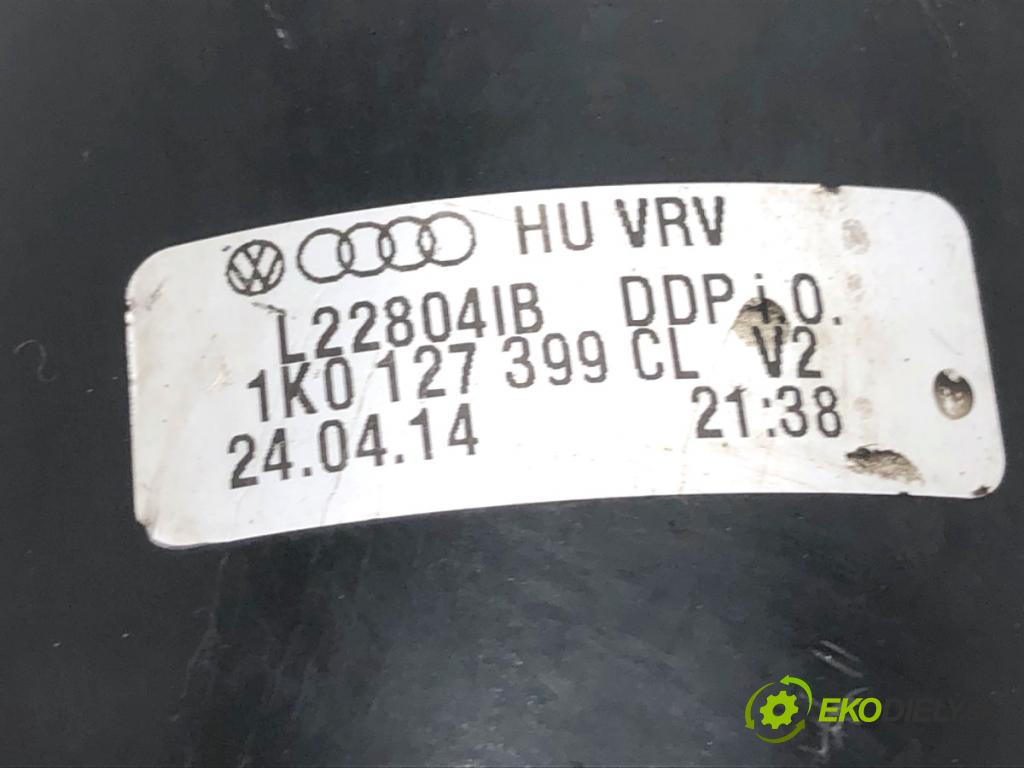 HU VRV
L22804IB DDP i.O.
1K0 127 399 CL V2
24.04.14 21:38
EKODIELY